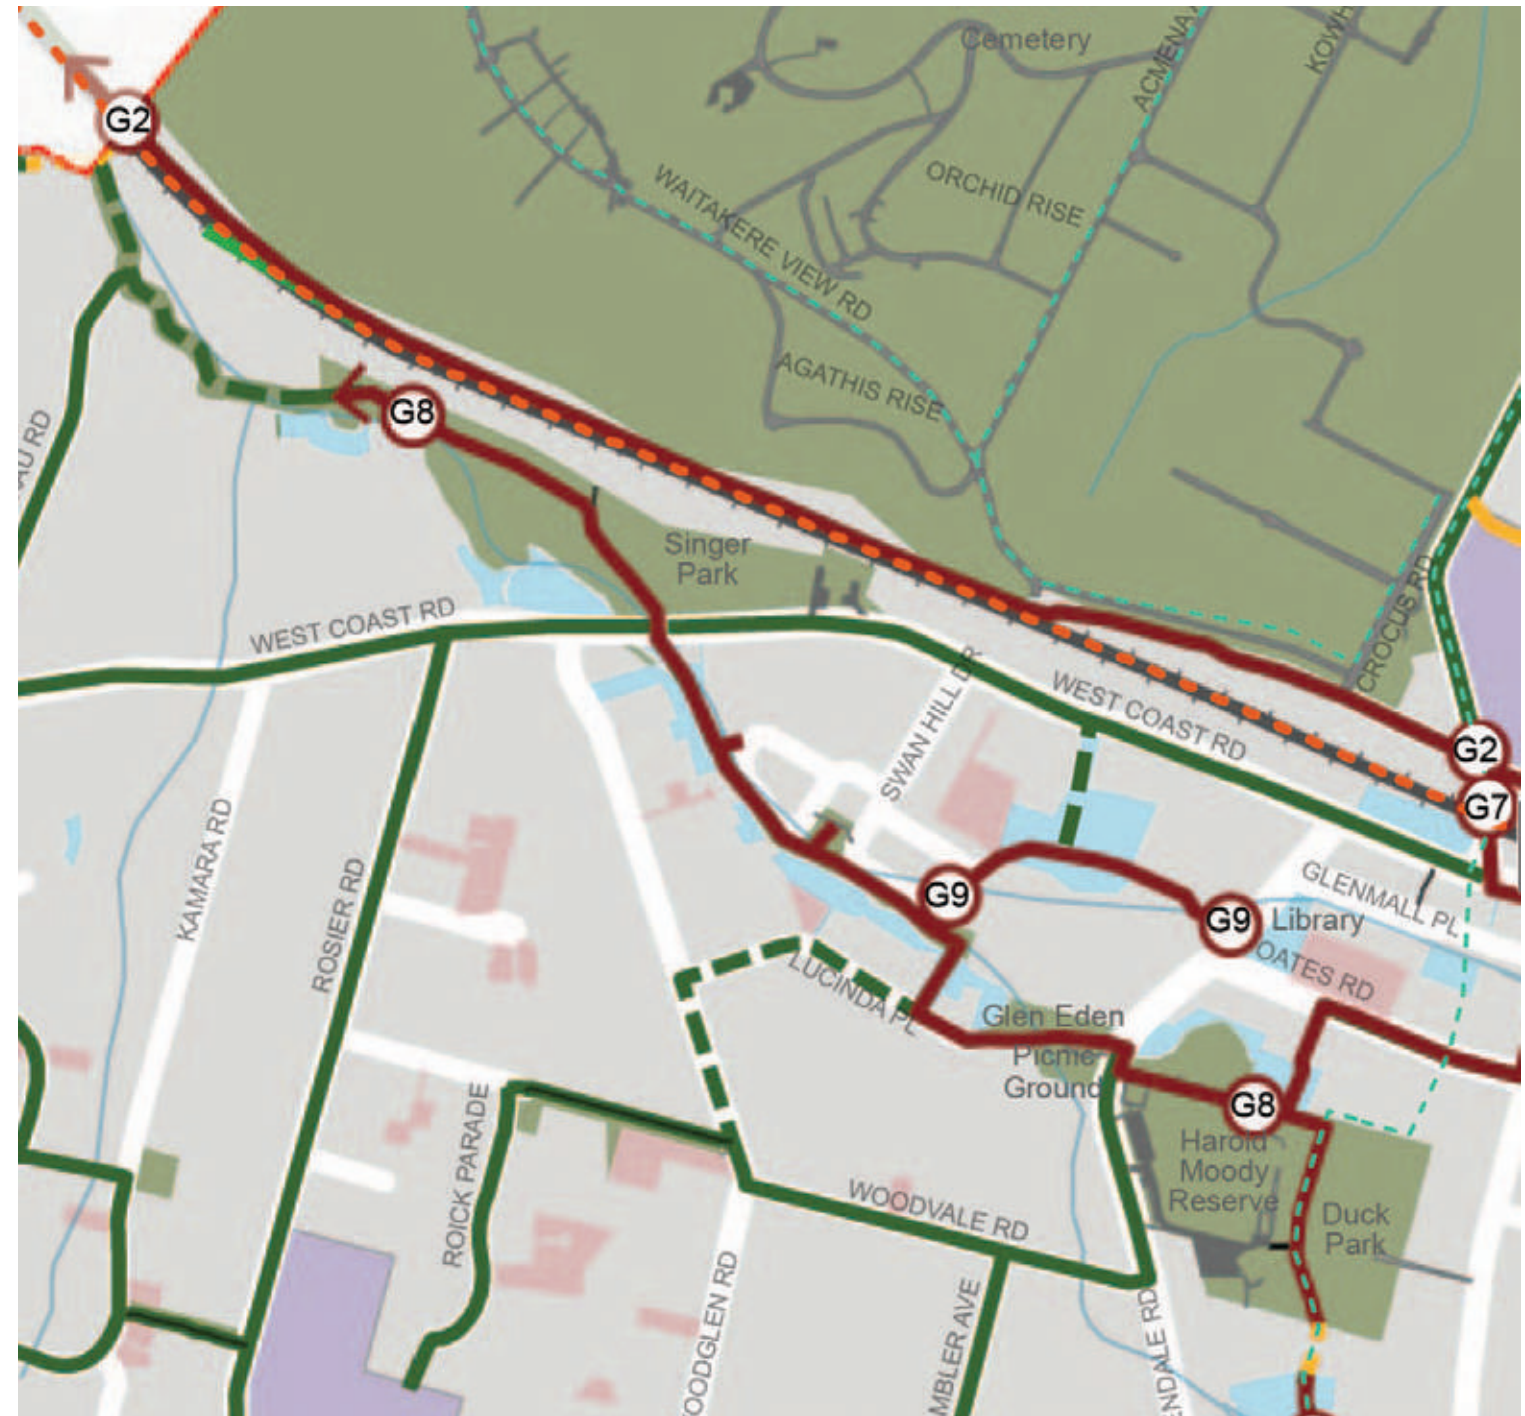 Cemetery
G2
WAITAKERE VIEW RD
ORCHID RISE
AGATHIS RISE
G8
Singer
Park
WEST COAST RD
CROCUS RD
SWAN HILL DR
WEST COAST RD
G2
G7
KAMARA RD
ROSIER RD
G9
G9
Library
GLENMALL PL
OATES RD
LUCINDA PL
Glen Eden
Picnic
Ground
G8
Harold
Moody
Reserve
Duck
Park
ROICK PARADE
WOODVALE RD
OODGLEN RD
MBLER AVE
NDALE RD
AU RD
ACMENA
KOWH